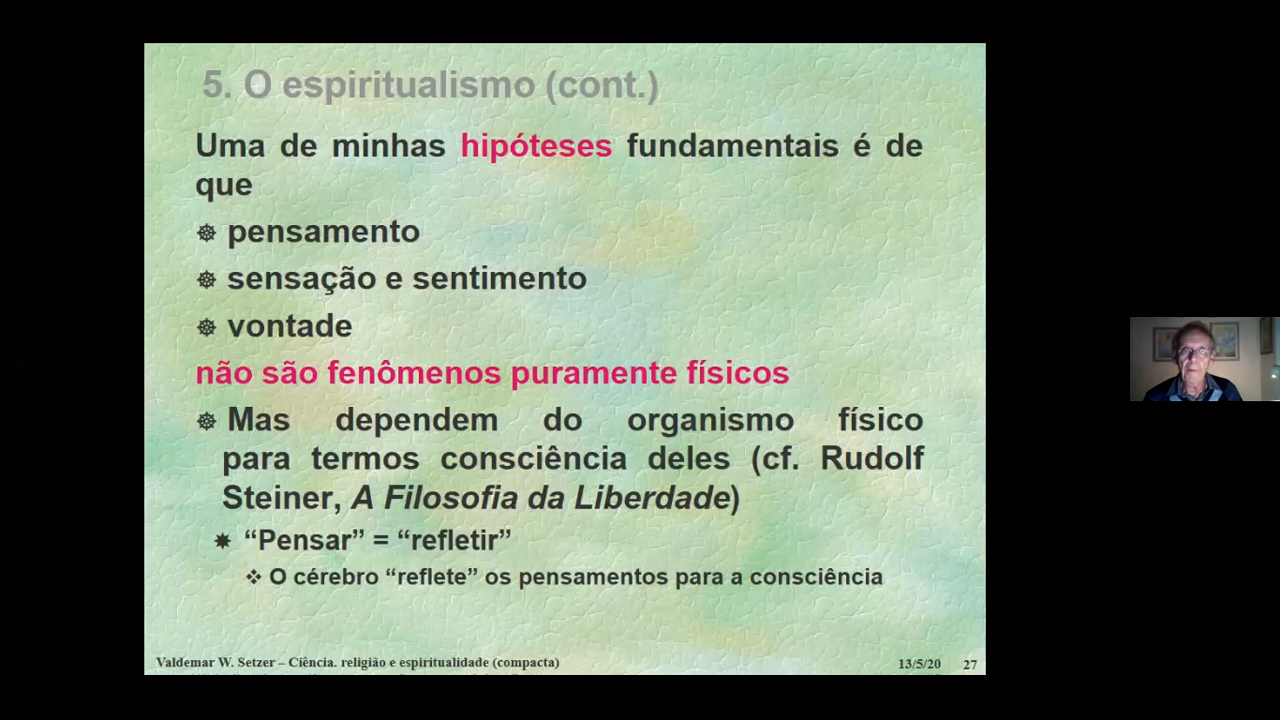 5. O espiritualismo (cont.)
Uma de minhas hipóteses fundamentais é de
que
pensamento
sensação e sentimento
vontade
não são fenômenos puramente físicos
Mas dependem do organismo físico
para termos consciência deles (cf. Rudolf
Steiner, A Filosofia da Liberdade)
“Pensar” = “refletir”
O cérebro “reflete” os pensamentos para a consciência
Valdemar W. Setzer – Ciência. religião e espiritualidade (compacta)
13/5/20 27